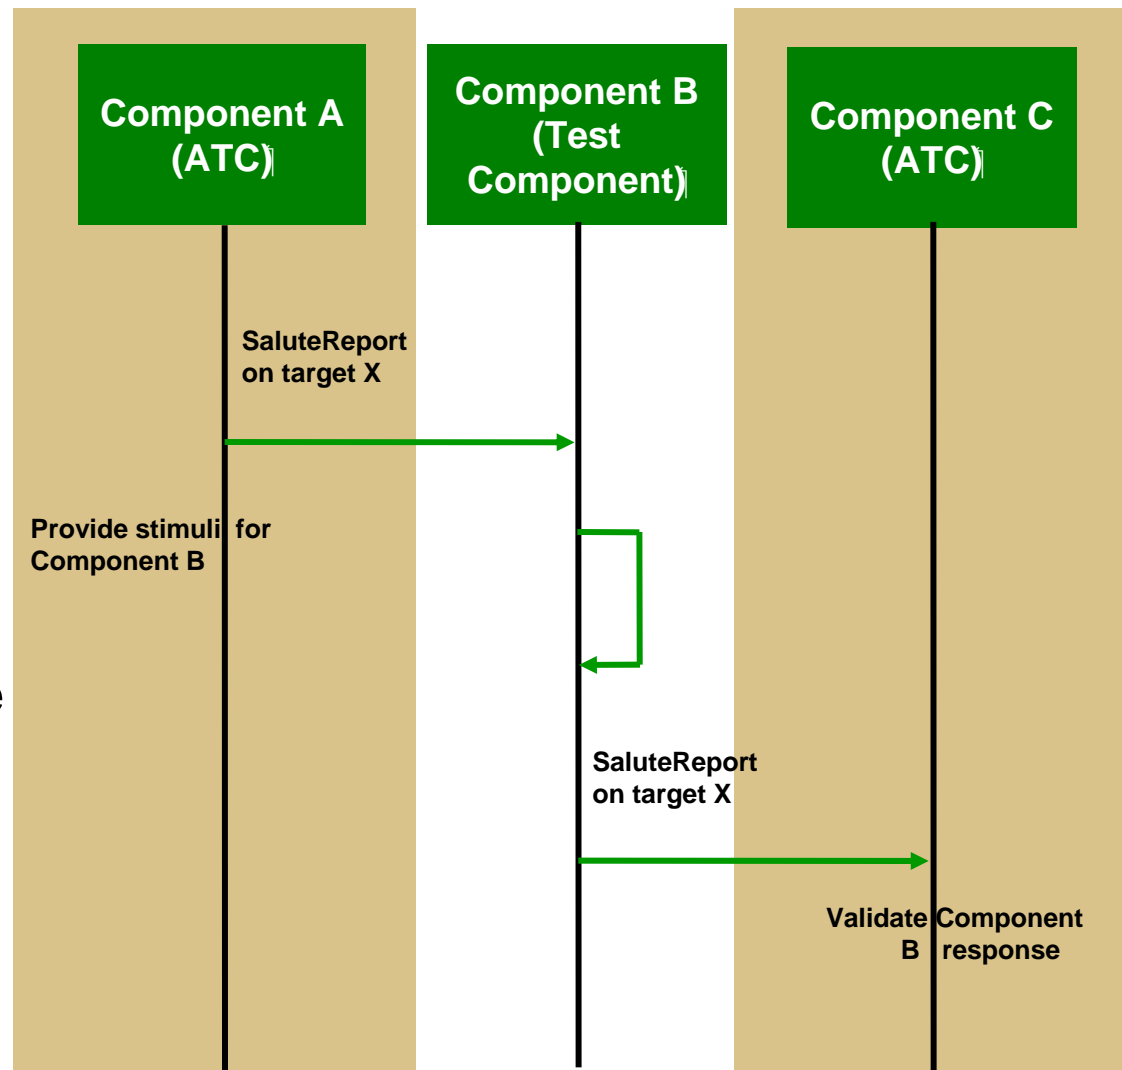 Component A
(ATC)
Component B
(Test
Component)
Component C
(ATC)
SaluteReport
on target X
Provide stimuli for
Component B
e
SaluteReport
on target X
Validate Component
B response